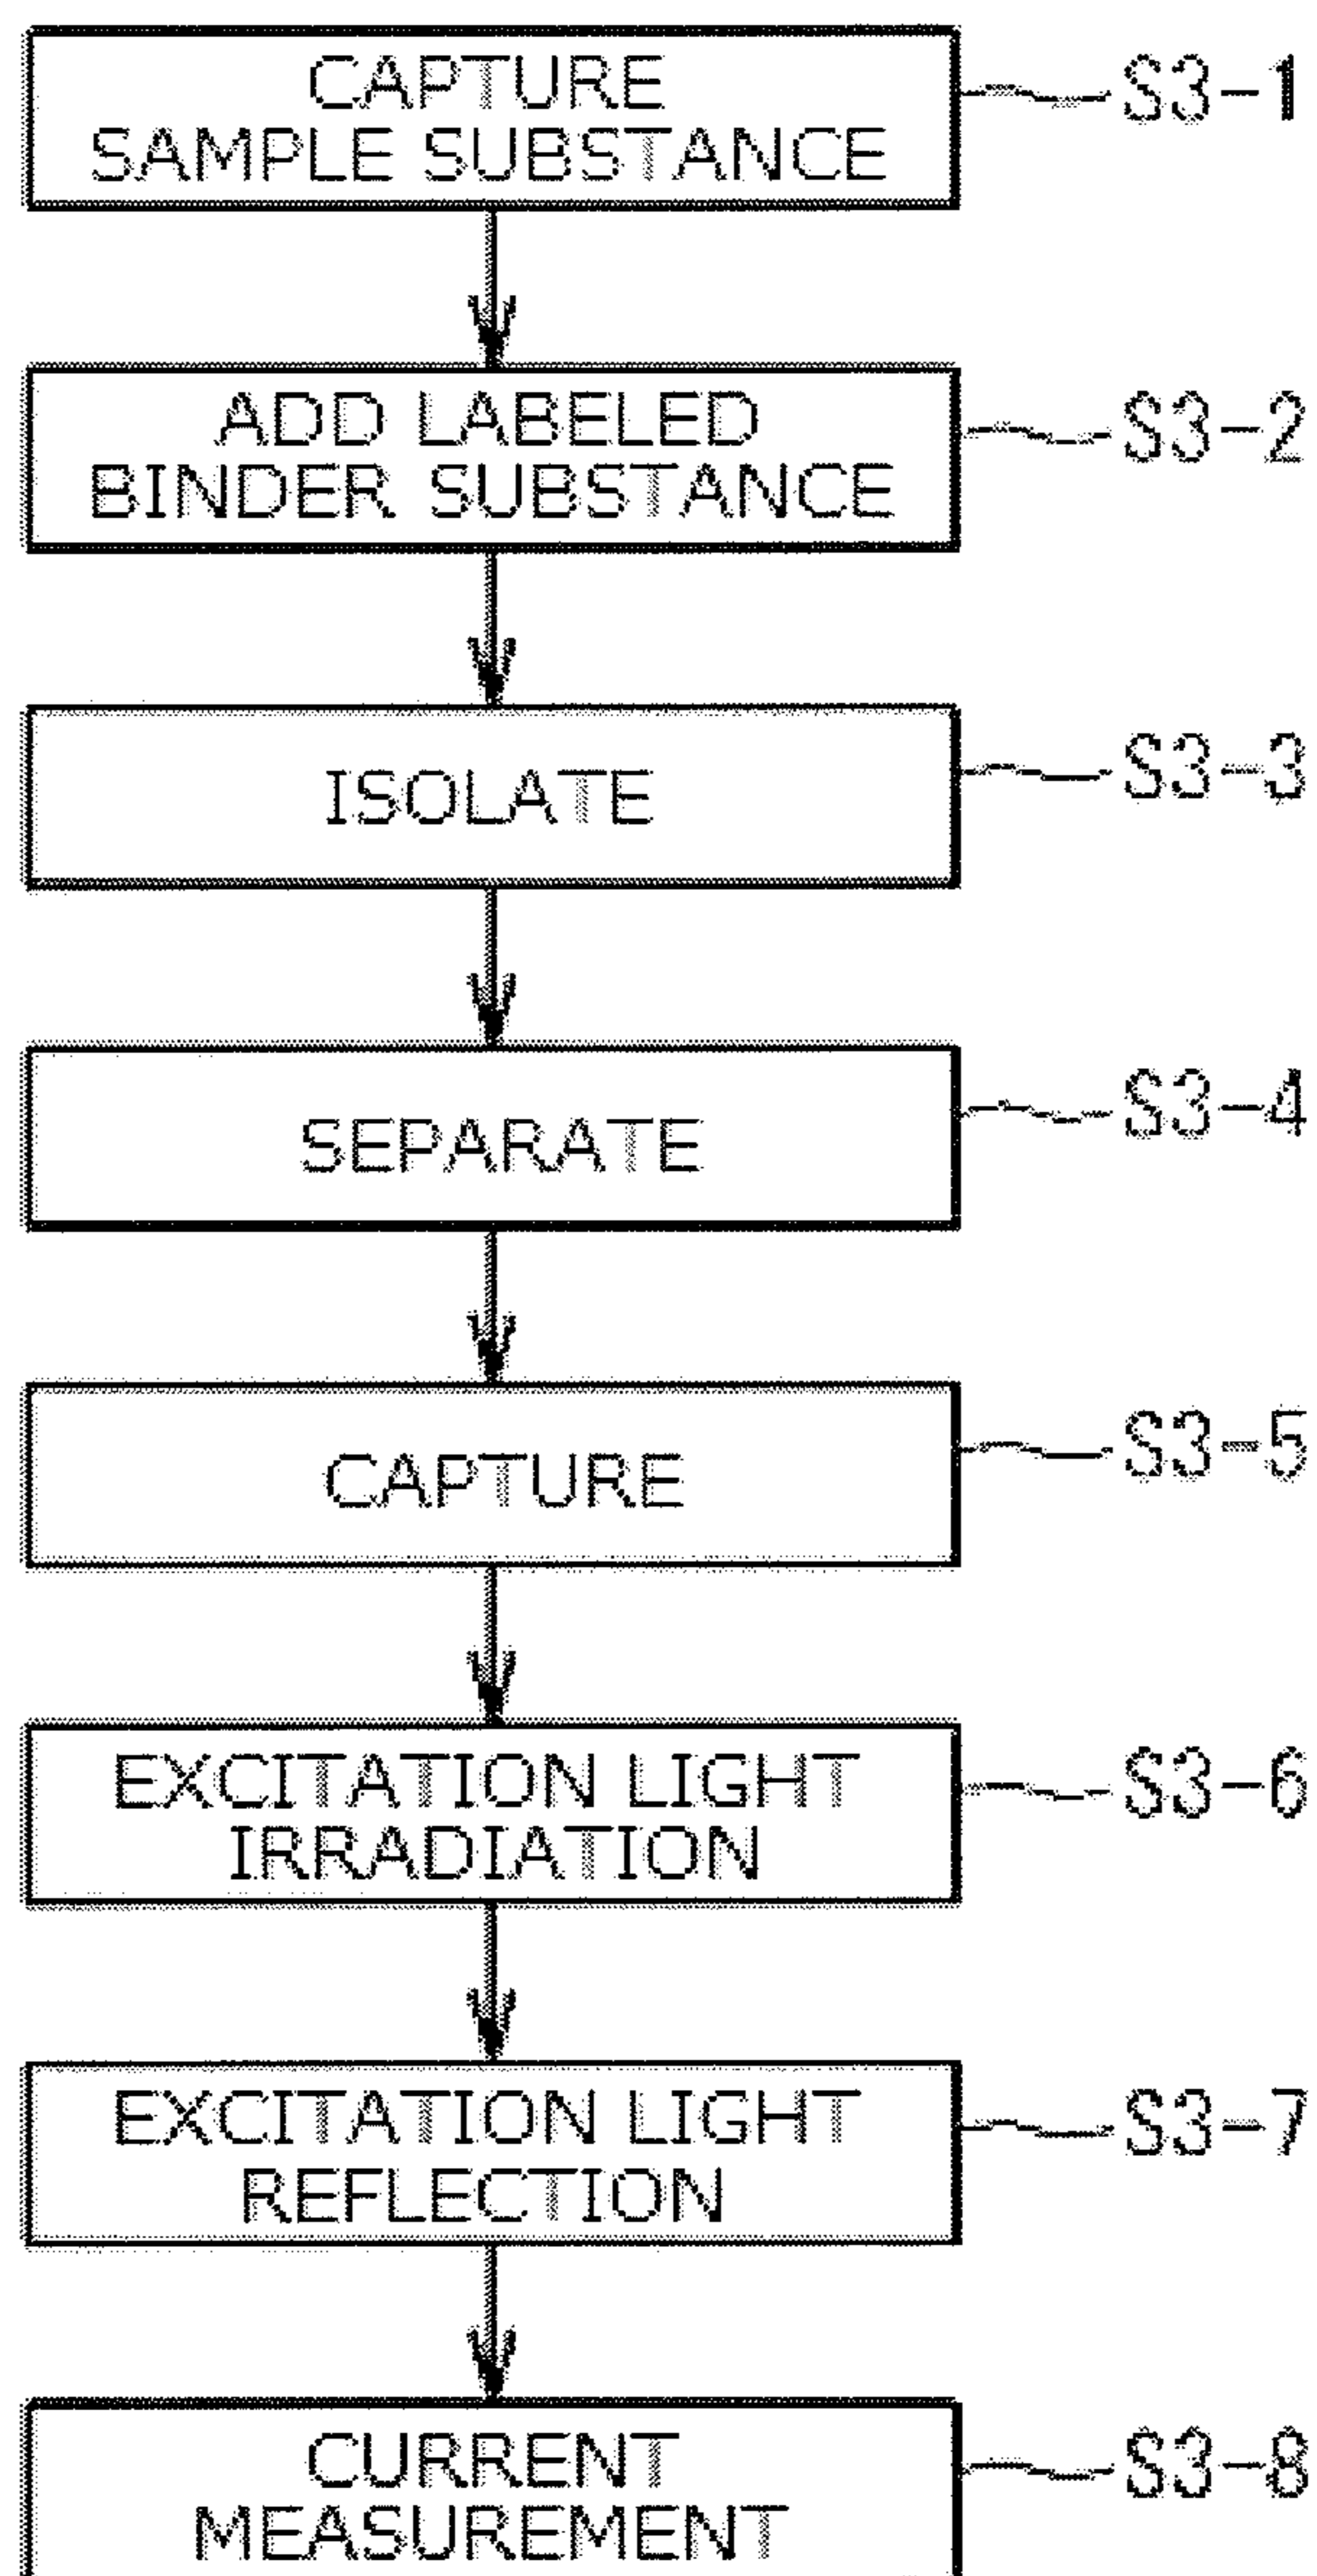 CAPTURE
SAMPLE SUBSTANCE
S3-1
ADD LABELED
BINDER SUBSTANCE
S3-2
ISOLATE
S3-3
SEPARATE
S3-4
CAPTURE
S3-5
EXCITATION LIGHT
IRRADIATION
S3-6
EXCITATION LIGHT
REFLECTION
S3-7
CURRENT
MEASUREMENT
S3-8